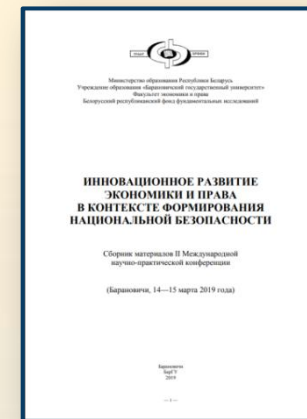 Министерство образования Республики Беларусь
Учреждение образования «Барановичский государственный университет»
Факультет экономики и права
Белорусский республиканский фонд фундаментальных исследований
ИННОВАЦИОННОЕ РАЗВИТИЕ
ЭКОНОМИКИ И ПРАВА
В КОНТЕКСТЕ ФОРМИРОВАНИЯ
НАЦИОНАЛЬНОЙ БЕЗОПАСНОСТИ
Сборник материалов II Международной
научно-практической конференции
(Барановичи, 14—15 марта 2019 года)
Барановичи
БарГУ
2019